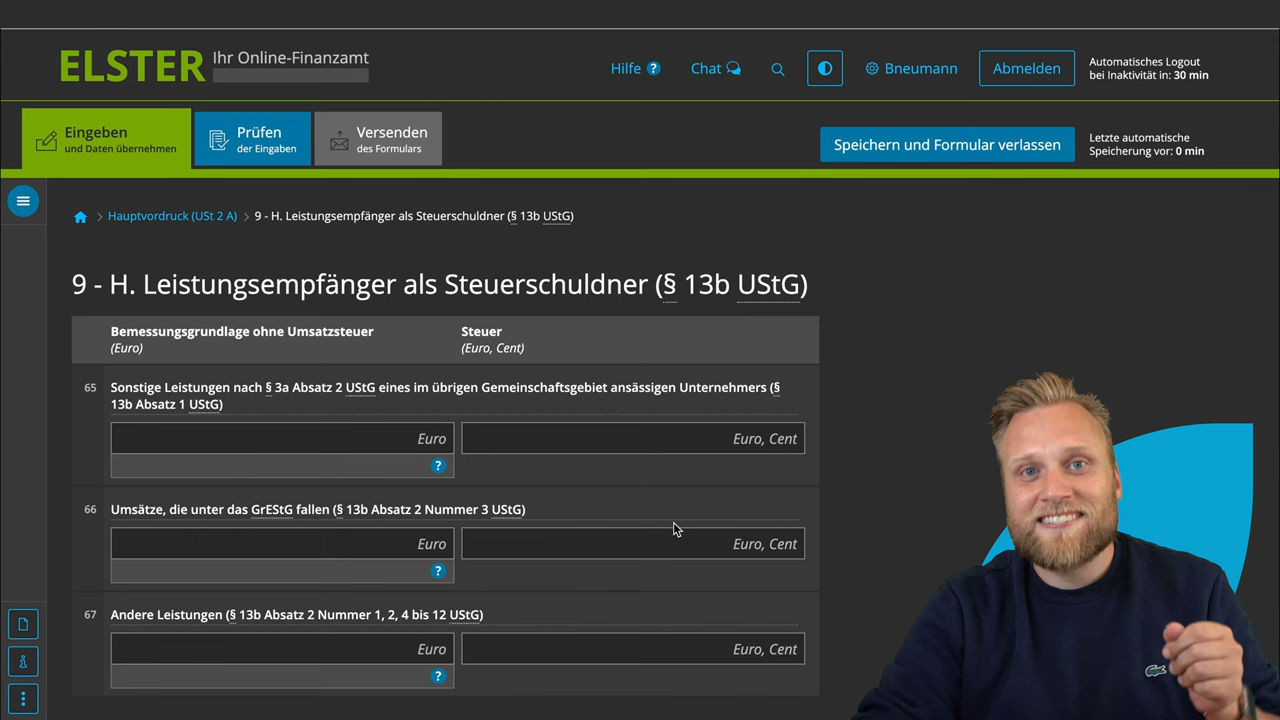 ELSTER Ihr Online-Finanzamt
Hilfe ? Chat Bneumann Abmelden
Automatisches Logout
bei Inaktivität in: 30 min
Eingeben
und Daten übernehmen
Prüfen
der Eingaben
Versenden
des Formulars
Speichern und Formular verlassen
Letzte automatische
Speicherung vor: 0 min
Hauptvordruck (USt 2 A) > 9 - H. Leistungsempfänger als Steuerschuldner (§ 13b UStG)
9 - H. Leistungsempfänger als Steuerschuldner (§ 13b UStG)
Bemessungsgrundlage ohne Umsatzsteuer
(Euro)
Steuer
(Euro, Cent)
65 Sonstige Leistungen nach § 3a Absatz 2 UStG eines im übrigen Gemeinschaftsgebiet ansässigen Unternehmers (§
13b Absatz 1 UStG)
Euro Euro, Cent
?
66 Umsätze, die unter das GrEStG fallen (§ 13b Absatz 2 Nummer 3 UStG)
Euro Euro, Cent
?
67 Andere Leistungen (§ 13b Absatz 2 Nummer 1, 2, 4 bis 12 UStG)
Euro Euro, Cent
?